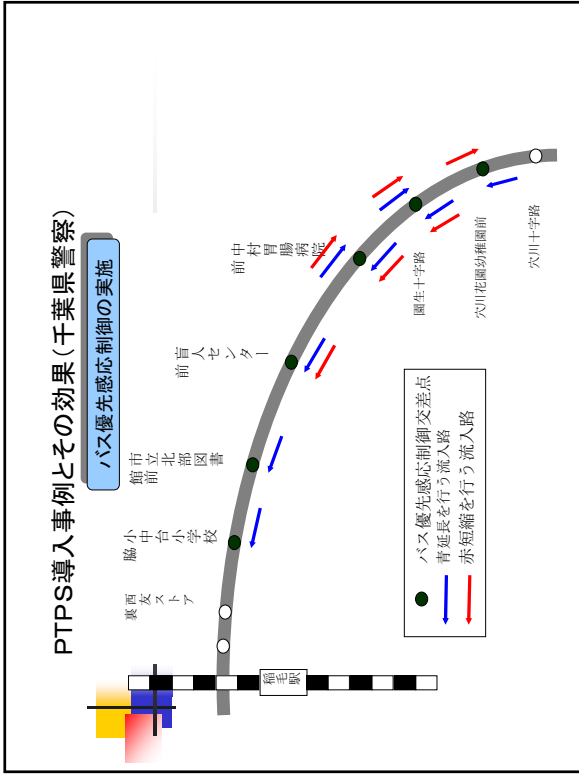 PTPS導入事例とその効果(千葉県警察)
バス優先感応制御の実施
裏西友ストア
脇小中台小学校
館前市立北部図書
前盲人センター
前中村胃腸病院
園生十字路
穴川花園幼稚園前
穴川十字路
稲毛駅
バス優先感応制御交差点
青延長を行う流入路
赤短縮を行う流入路